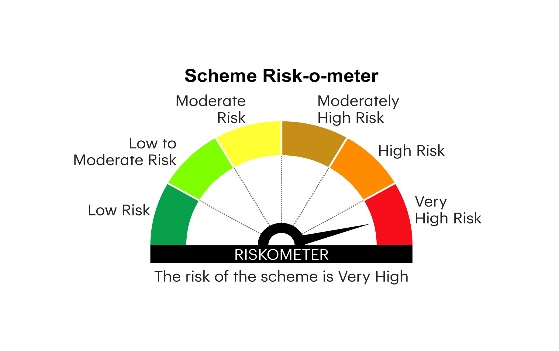 Scheme Risk-o-meter
Moderate
Risk
Moderately
High Risk
Low to
Moderate Risk
High Risk
Low Risk
Very
High Risk
RISKOMETER
The risk of the scheme is Very High